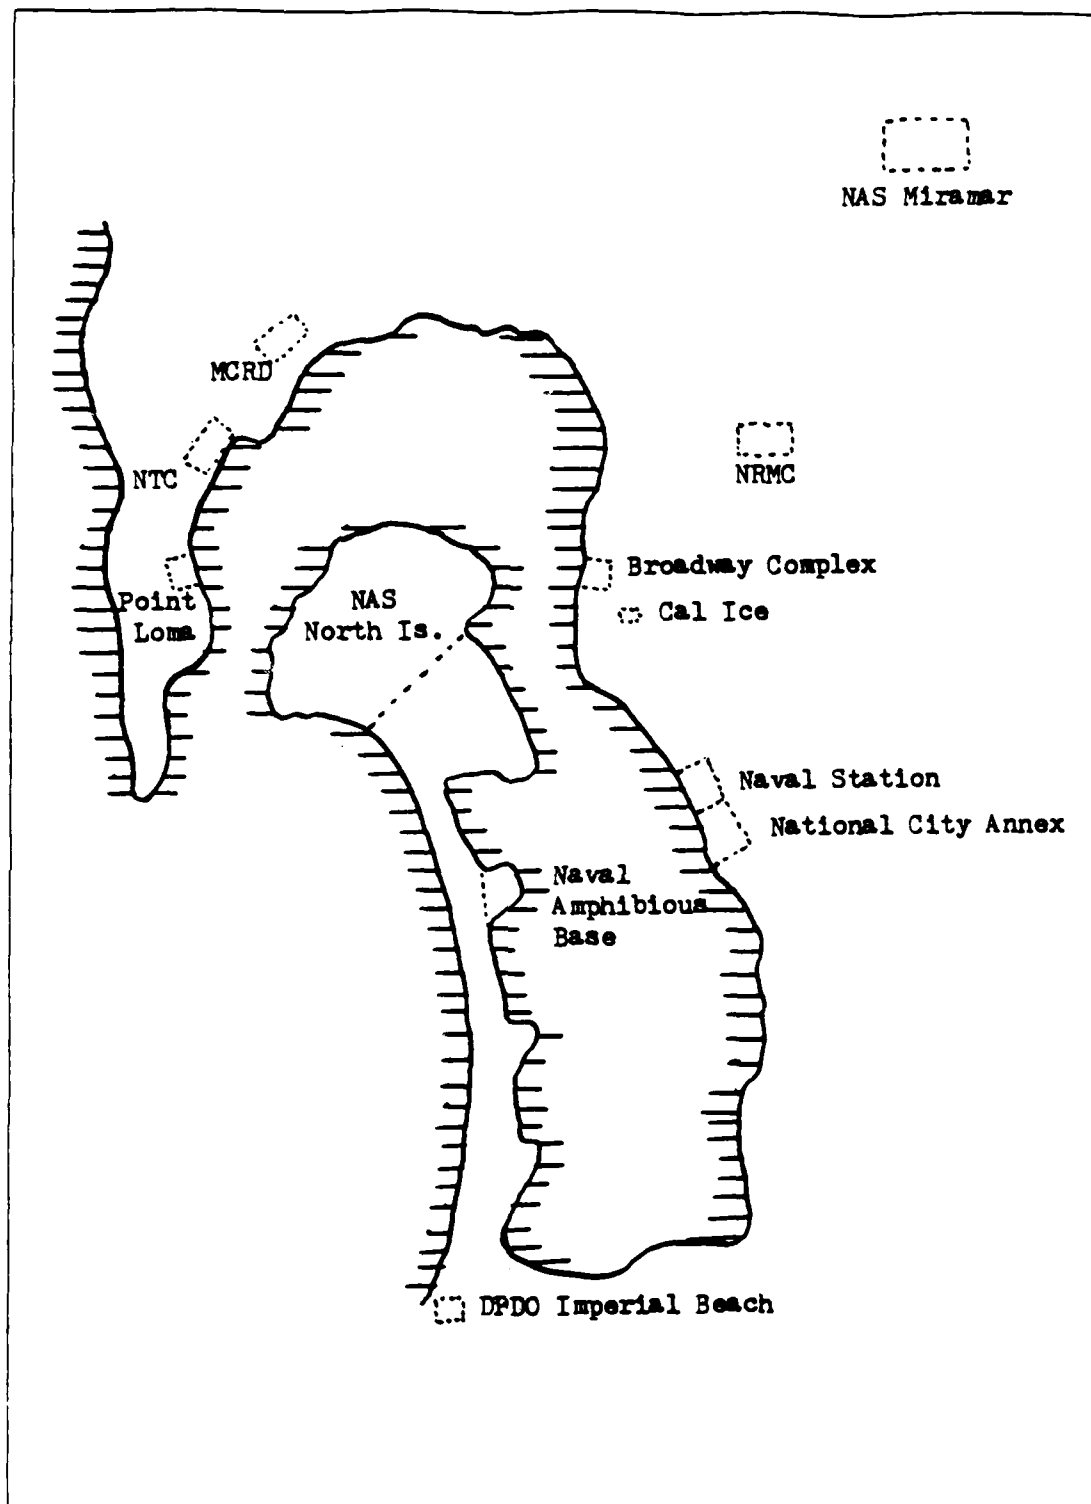 NAS Miramar
MCRD
NTC
NRMC
Broadway Complex
Cal Ice
Point
Loma
NAS
North Is.
Naval Station
National City Annex
Naval
Amphibious
Base
DPDO Imperial Beach